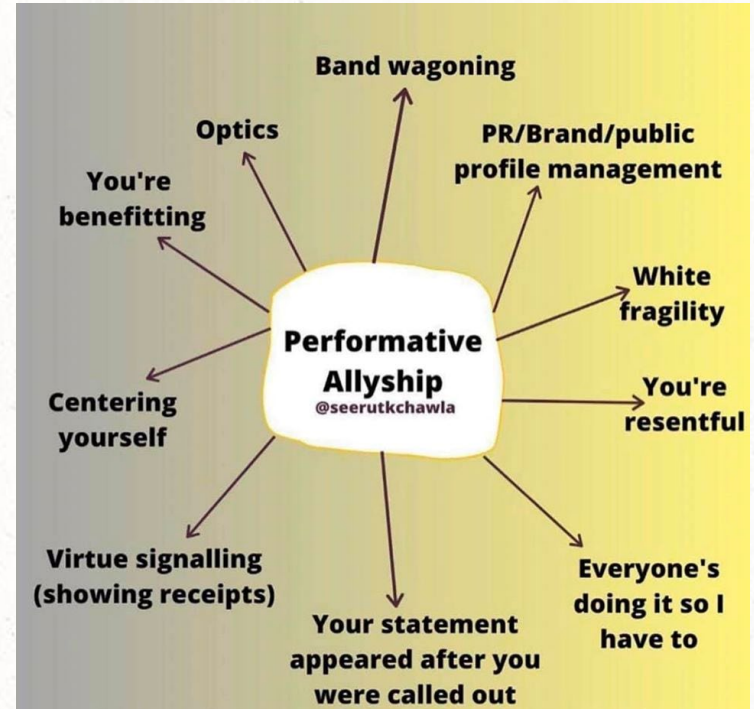 Band wagoning
Optics
PR/Brand/public
profile management
You're
benefitting
White
fragility
Performative
Allyship
@seerutkchawla
You're
resentful
Centering
yourself
Virtue signalling
(showing receipts)
Everyone's
doing it so I
have to
Your statement
appeared after you
were called out